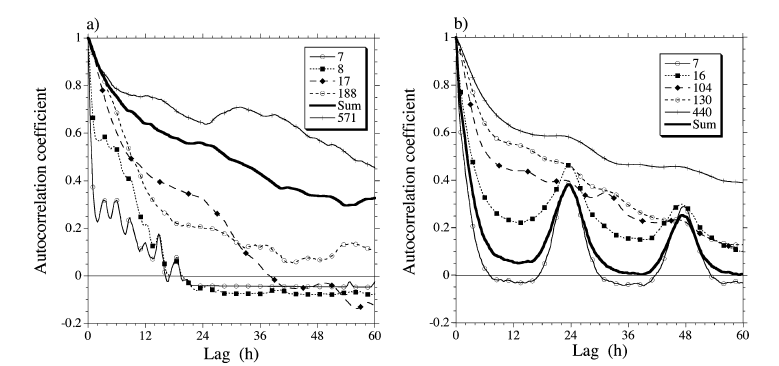 a)
Autocorrelation coefficient
1
0.8
0.6
0.4
0.2
0
-0.2
0 12 24 36 48 60
Lag (h)
7
8
17
188
Sum
571
b)
Autocorrelation coefficient
1
0.8
0.6
0.4
0.2
0
-0.2
0 12 24 36 48 60
Lag (h)
7
16
104
130
440
Sum